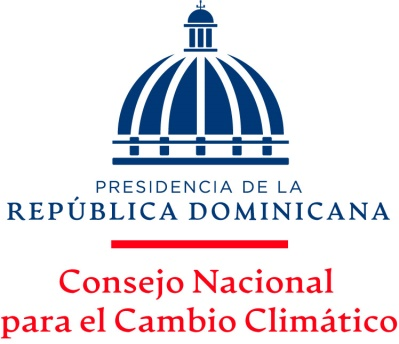 PRESIDENCIA DE LA
REPÚBLICA DOMINICANA
Consejo Nacional
para el Cambio Climático